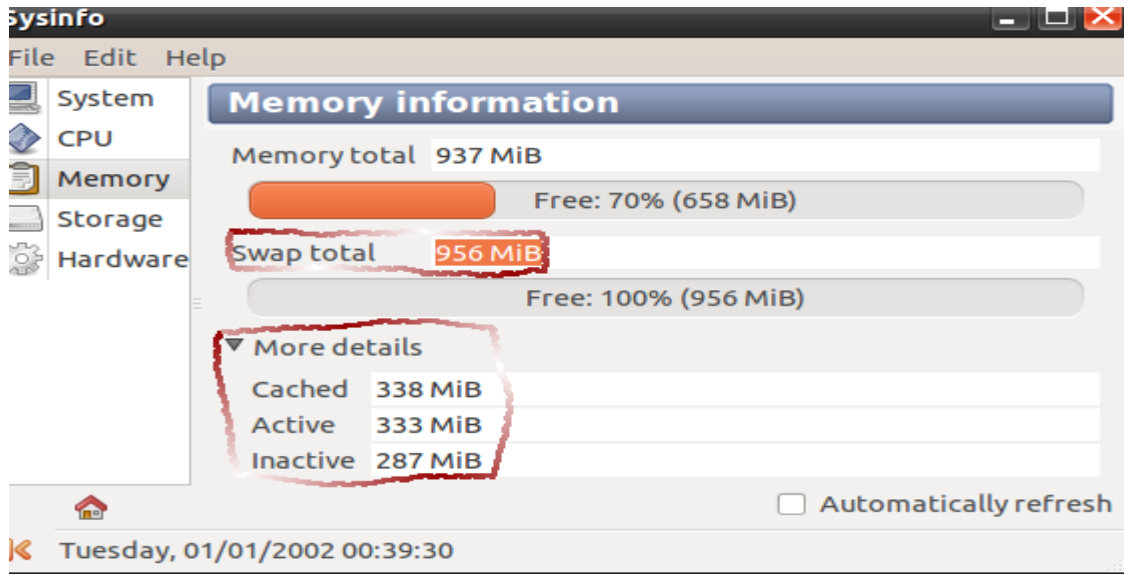 Sysinfo
File Edit Help
System
CPU
Memory
Storage
Hardware
Memory information
Memory total 937 MiB
Free: 70% (658 MiB)
Swap total 956 MiB
Free: 100% (956 MiB)
More details
Cached 338 MiB
Active 333 MiB
Inactive 287 MiB
Automatically refresh
Tuesday, 01/01/2002 00:39:30